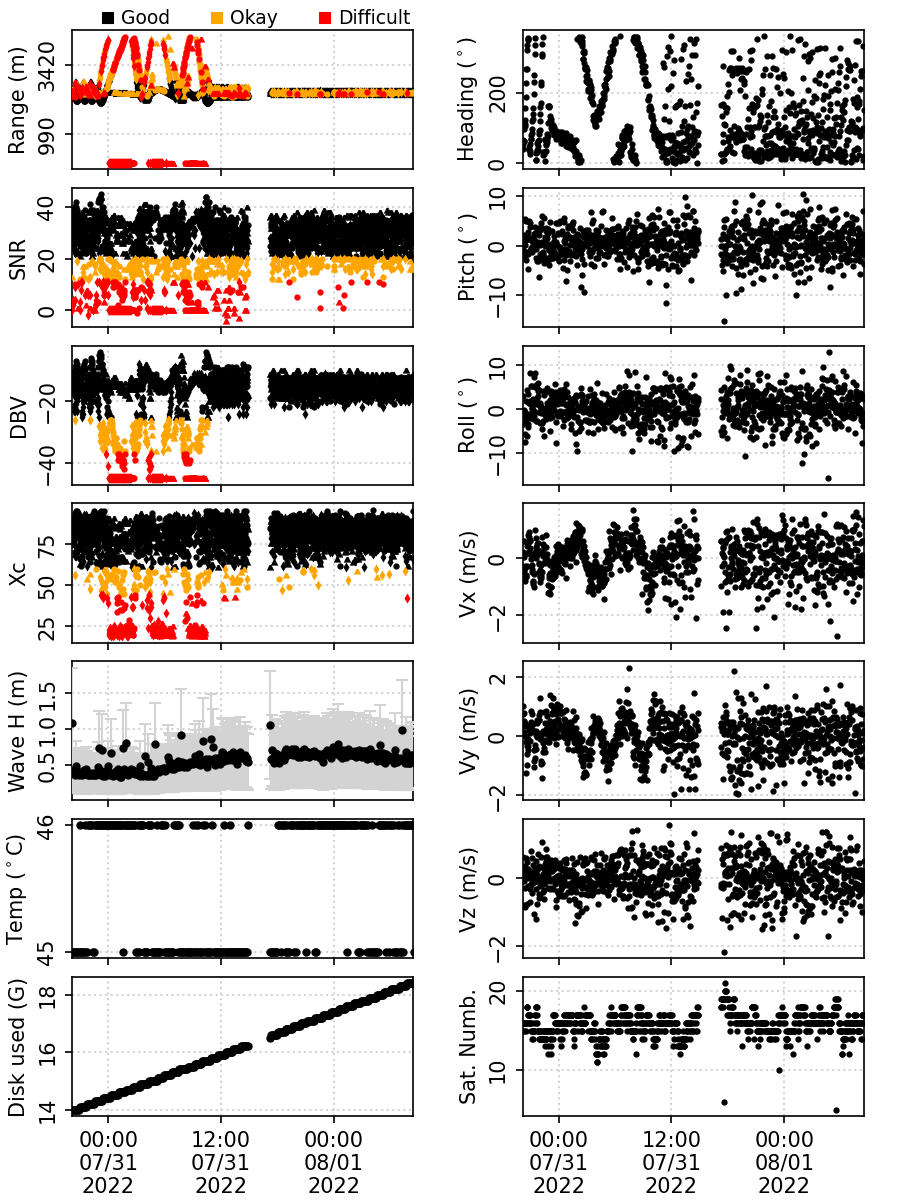 Good Okay Difficult
Range (m)
3420
990
Heading (°)
200
0
SNR
40
20
0
Pitch (°)
10
0
−10
DBV
−20
−40
Roll (°)
10
0
−10
Xc
75
50
25
Vx (m/s)
0
−2
Wave H (m)
1.5
1.0
0.5
Vy (m/s)
2
0
−2
Temp (°C)
46
45
Vz (m/s)
0
−2
Disk used (G)
18
16
14
Sat. Numb.
20
10
00:00 12:00 00:00
07/31 07/31 08/01
2022 2022 2022
00:00 12:00 00:00
07/31 07/31 08/01
2022 2022 2022